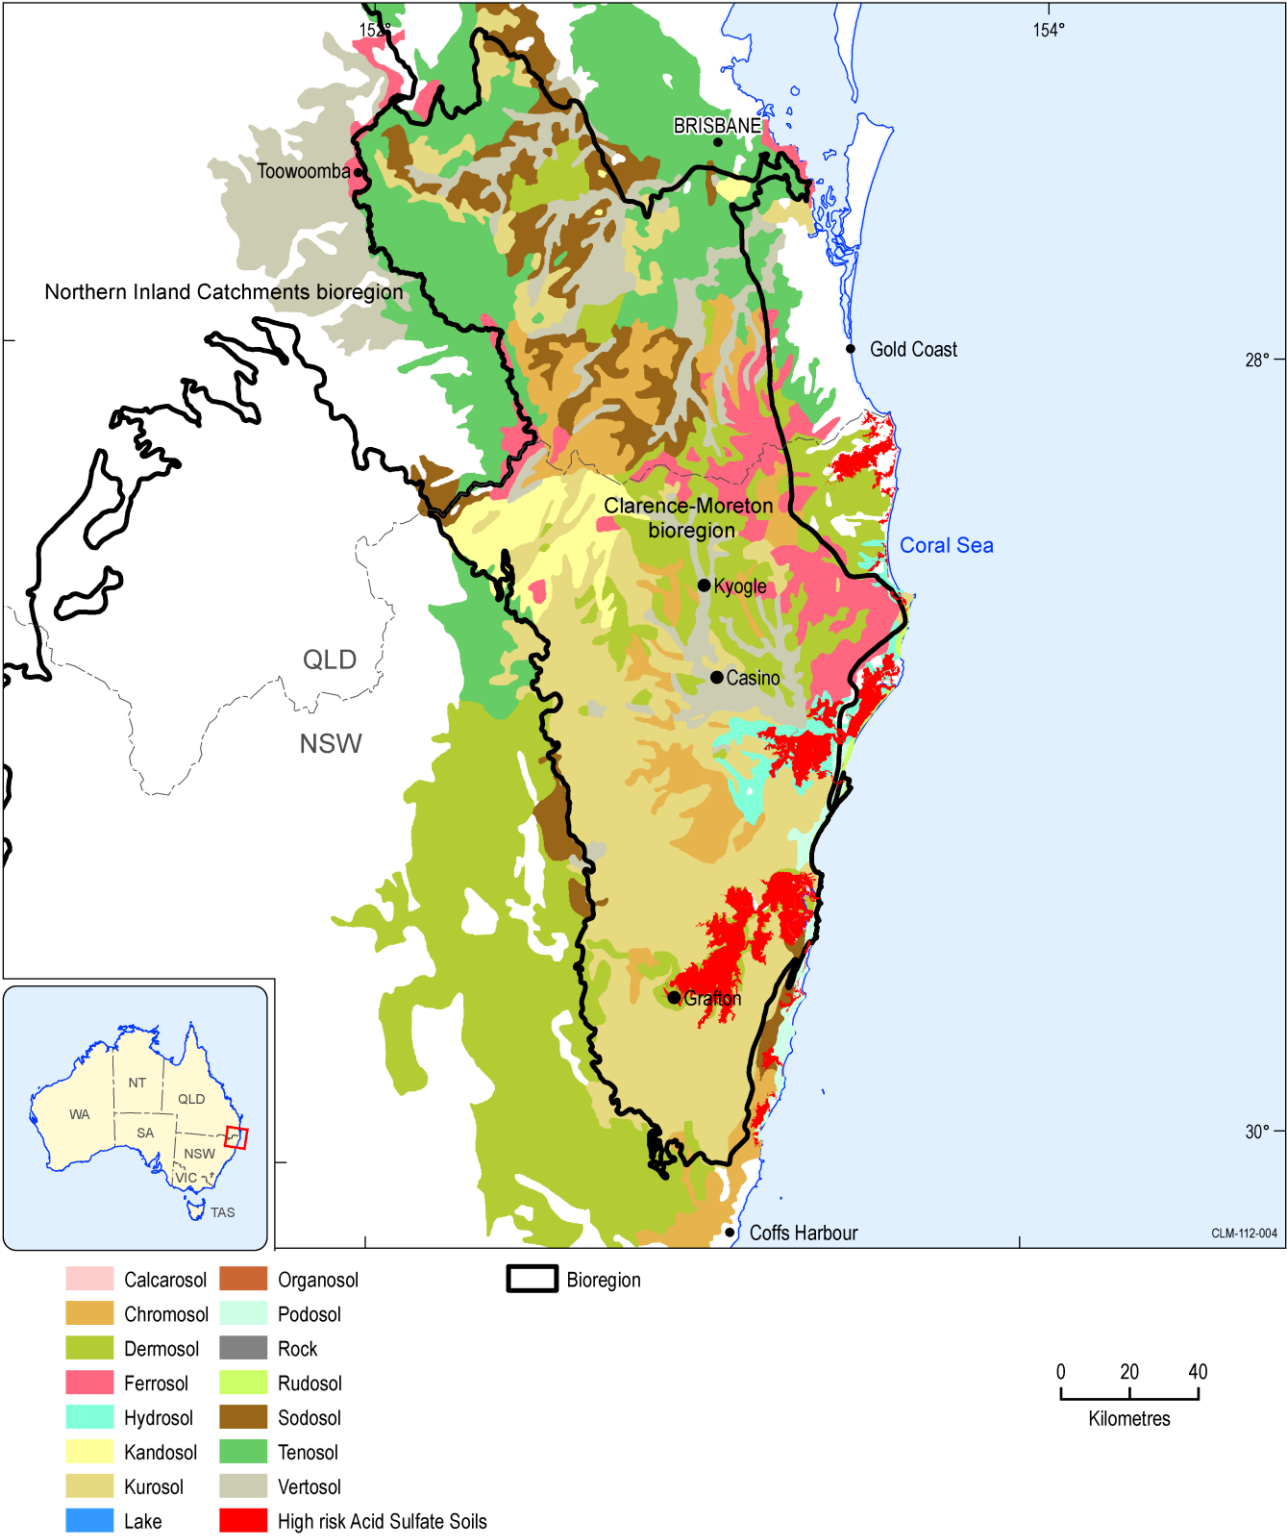 152°
154°
BRISBANE
Toowoomba
Northern Inland Catchments bioregion
Gold Coast
28°
Clarence-Moreton
bioregion
Coral Sea
Kyogle
QLD
Casino
NSW
Grafton
NT
QLD
WA
SA
NSW
VIC
TAS
30°
Coffs Harbour
CLM-112-004
Calcarosol
Organosol
Bioregion
Chromosol
Podosol
Dermosol
Rock
Ferrosol
Rudosol
0 20 40
Hydrosol
Sodosol
Kilometres
Kandosol
Tenosol
Kurosol
Vertosol
Lake
High risk Acid Sulfate Soils